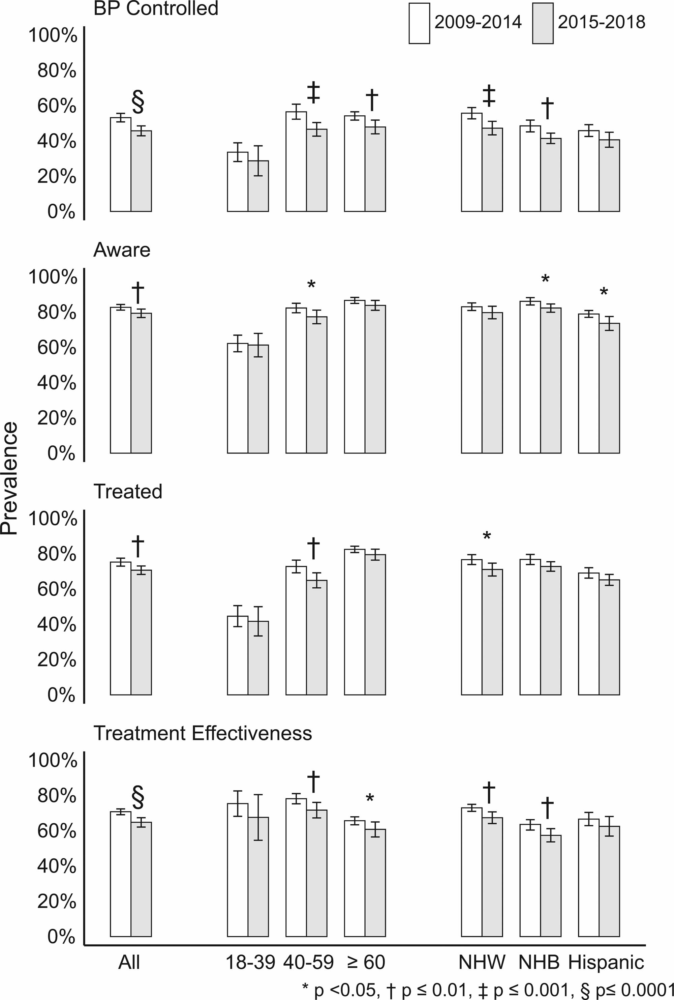 BP Controlled
2009-2014 2015-2018
100%
80%
§ ‡ † ‡ †
60%
40%
20%
0%
Aware
100%
† * * *
80%
60%
40%
20%
0%
Prevalence
Treated
100%
† † *
80%
60%
40%
20%
0%
Treatment Effectiveness
100%
§ † * † †
80%
60%
40%
20%
0%
All 18-39 40-59 ≥ 60 NHW NHB Hispanic
* p <0.05, † p ≤ 0.01, ‡ p ≤ 0.001, § p≤ 0.0001